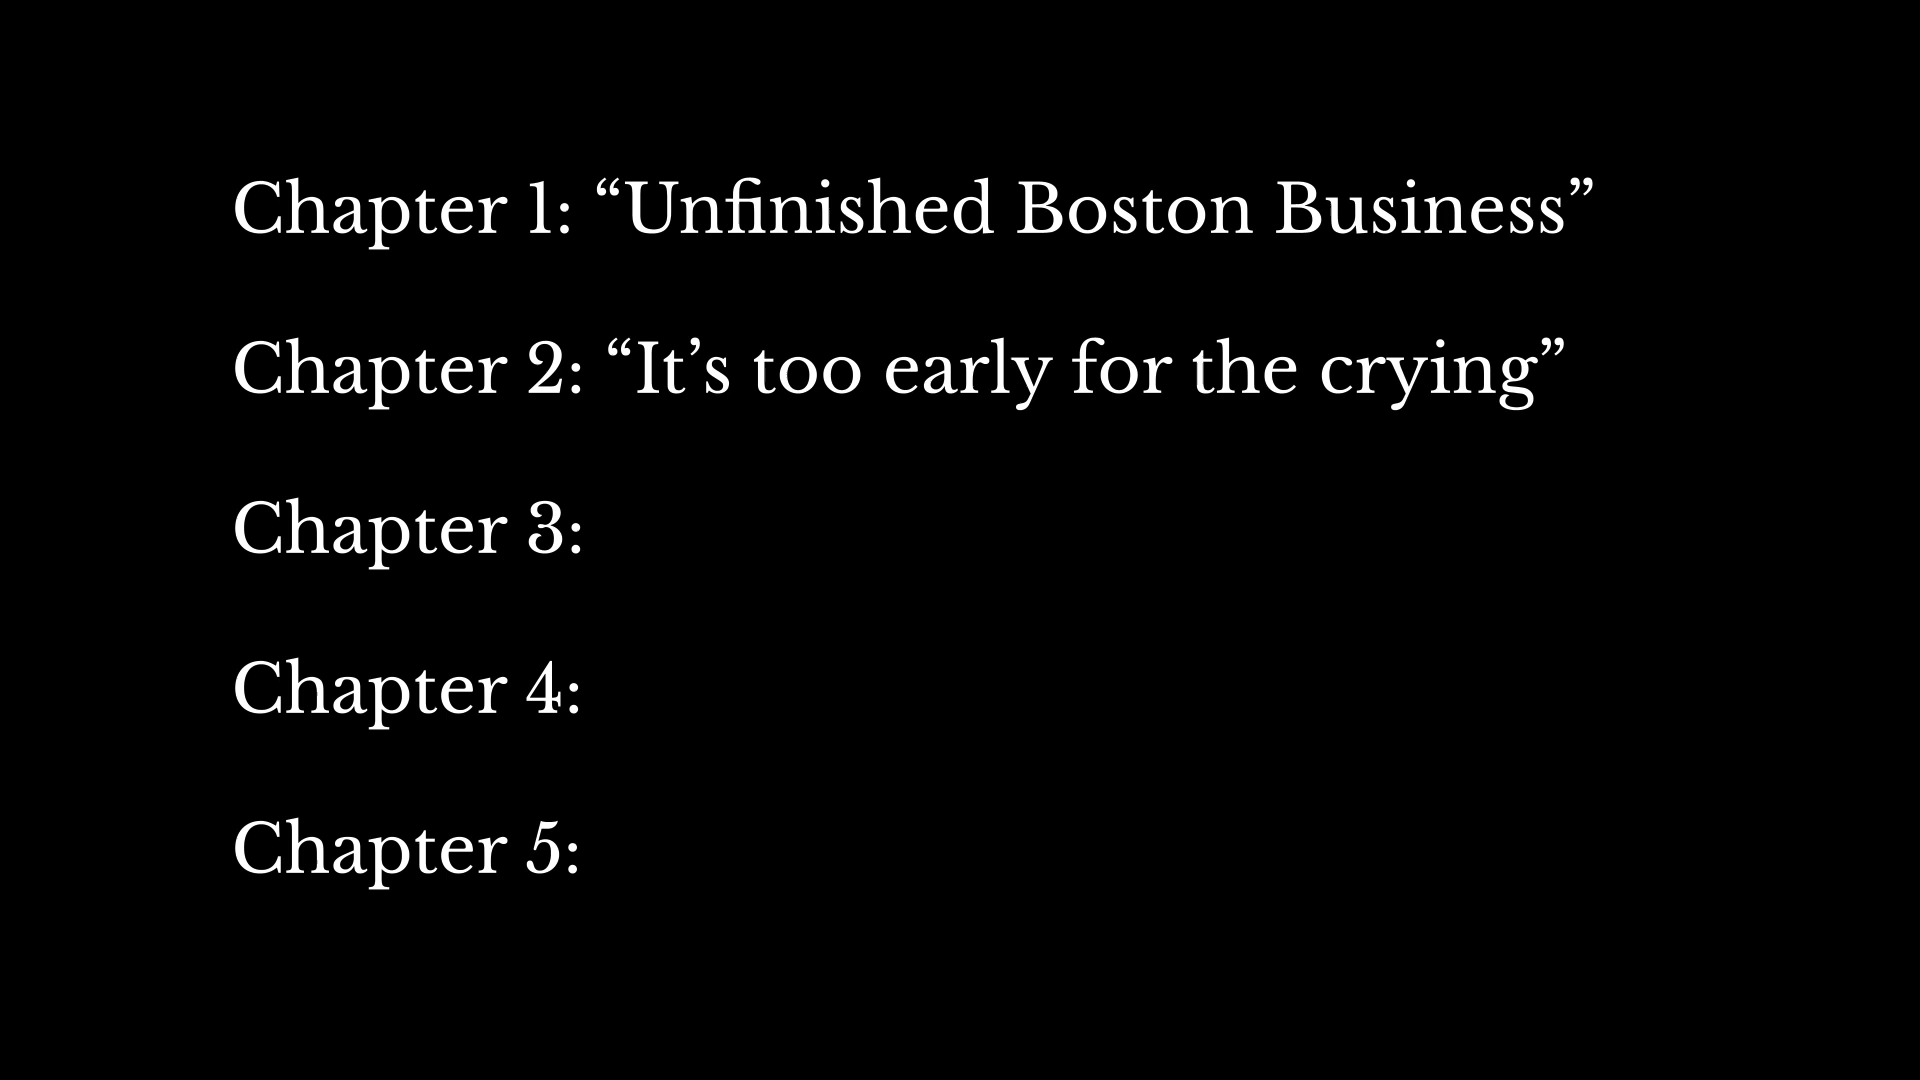 Chapter 1: “Unfinished Boston Business”
Chapter 2: “It’s too early for the crying”
Chapter 3:
Chapter 4:
Chapter 5: